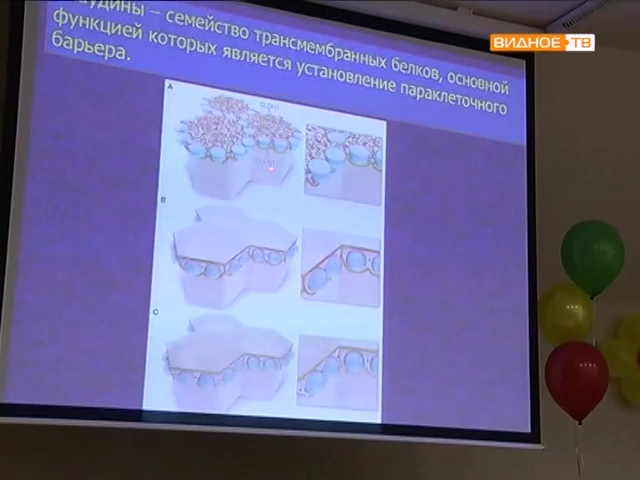 удины – семейство трансмембранных белков, основной
функцией которых является установление параклеточного
барьера.
ВИДНОЕ ТВ
A
B
C